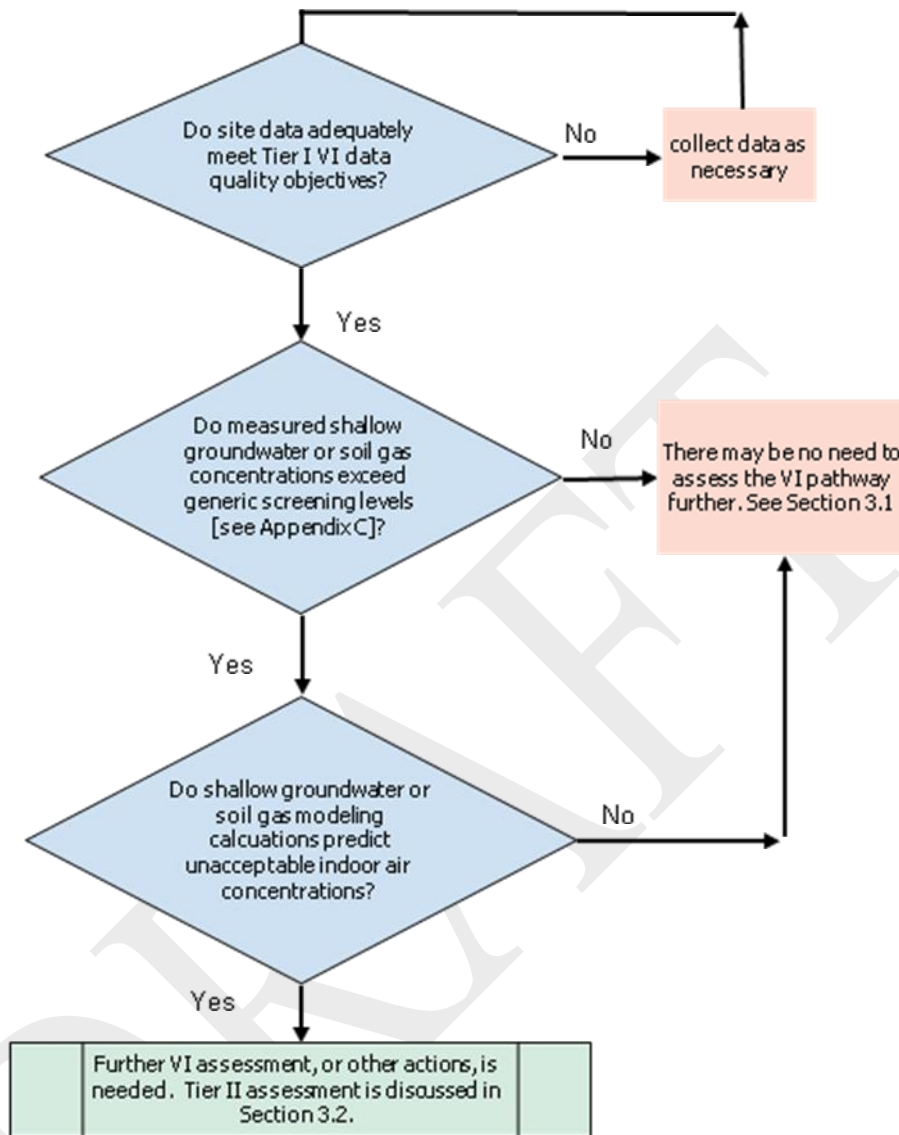 Do site data adequately
meet Tier I VI data
quality objectives?
No
collect data as
necessary
Yes
Do measured shallow
groundwater or soil gas
concentrations exceed
generic screening levels
[see Appendix C]?
No
There may be no need to
assess the VI pathway
further. See Section 3.1
Yes
Do shallow groundwater or
soil gas modeling
calcuations predict
unacceptable indoor air
concentrations?
No
Yes
Further VI assessment, or other actions, is
needed. Tier II assessment is discussed in
Section 3.2.
DRAFT